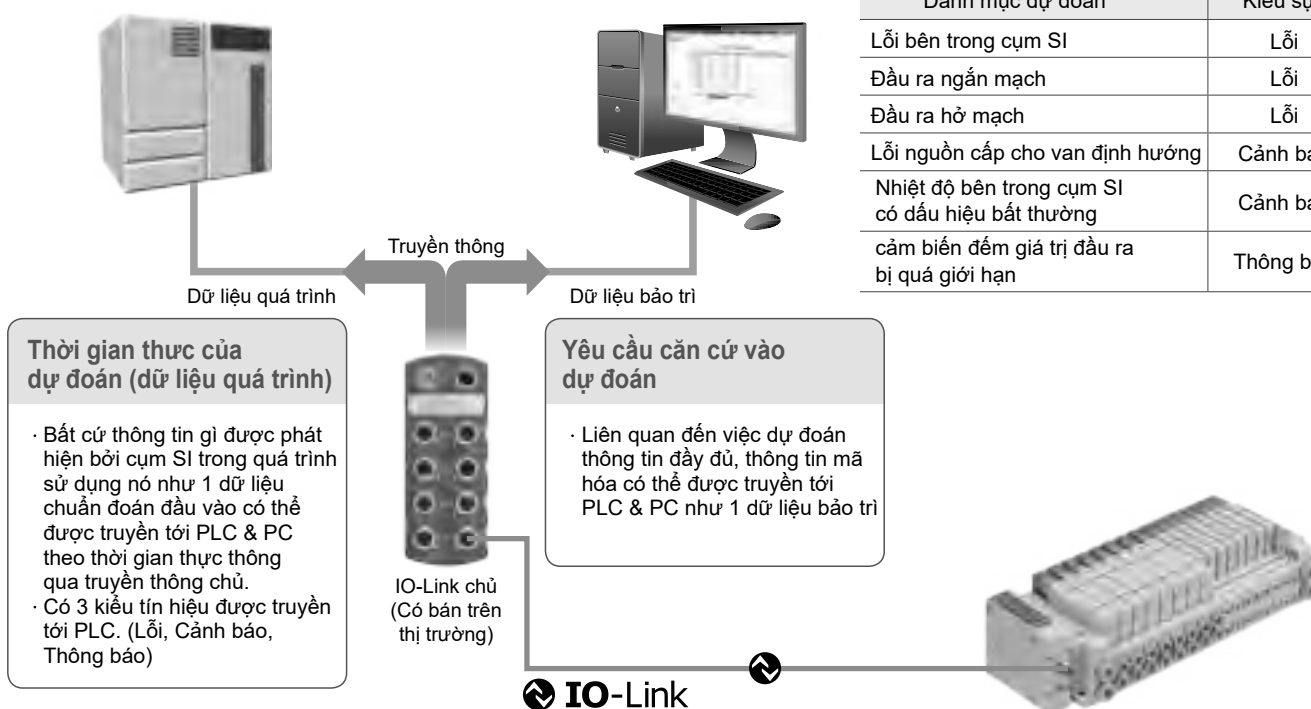 Danh mục dự đoán
Lỗi bên trong cụm SI Lỗi
Đầu ra ngắn mạch Lỗi
Đầu ra hở mạch Lỗi
Lỗi nguồn cấp cho van định hướng Cảnh
Nhiệt độ bên trong cụm SI
có dấu hiệu bất thường Cảnh
cảm biến đếm giá trị đầu ra
bị quá giới hạn Thông
Truyền thông
Dữ liệu quá trình
Dữ liệu bảo trì
Thời gian thực của
dự đoán (dữ liệu quá trình)
· Bất cứ thông tin gì được phát
hiện bởi cụm SI trong quá trình
sử dụng nó như 1 dữ liệu
chuẩn đoán đầu vào có thể
được truyền tới PLC & PC
theo thời gian thực thông
qua truyền thông chủ.
· Có 3 kiểu tín hiệu được truyền
tới PLC. (Lỗi, Cảnh báo,
Thông báo)
Yêu cầu căn cứ vào
dự đoán
· Liên quan đến việc dự đoán
thông tin đầy đủ, thông tin mã
hóa có thể được truyền tới
PLC & PC như 1 dữ liệu bảo trì
IO-Link chủ
(Có bán trên
thị trường)
IO-Link